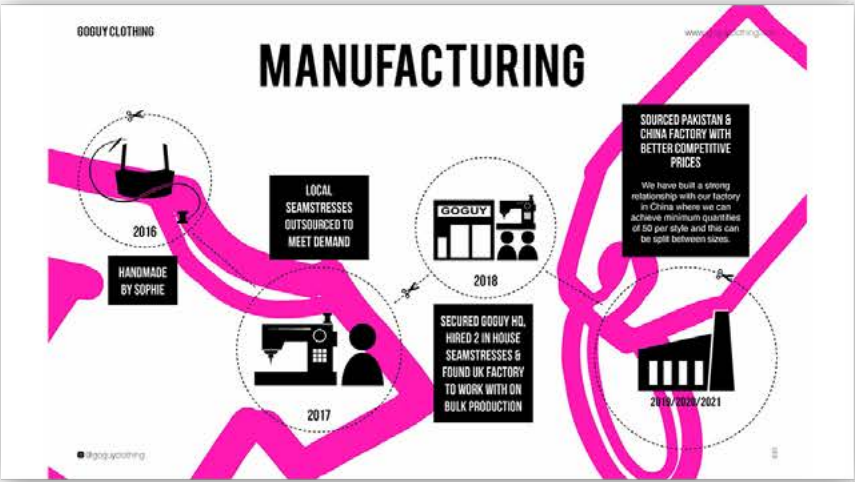 GOGUY CLOTHING
MANUFACTURING
2016
HANDMADE
BY SOPHIE
LOCAL
SEAMSTRESSES
OUTSOURCED TO
MEET DEMAND
2017
GOGUY
2018
SECURED GOGUY HQ,
HIRED 2 IN HOUSE
SEAMSTRESSES &
FOUND UK FACTORY
TO WORK WITH ON
BULK PRODUCTION
SOURCED PAKISTAN &
CHINA FACTORY WITH
BETTER COMPETITIVE
PRICES
We have built a strong
relationship with our factory
in China where we can
achieve minimum quantities
of 50 per style and this can
be split between sizes.
2019/2020/2021
@goguyclothing